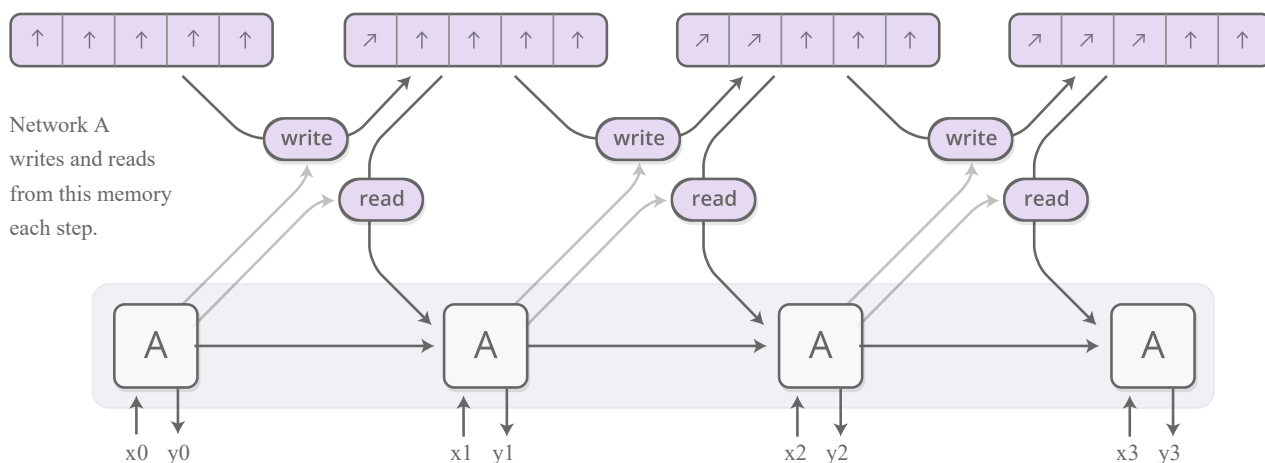 write
write
write
Network A
writes and reads
from this memory
each step.
read
read
read
A
A
A
A
x0 y0
x1 y1
x2 y2
x3 y3